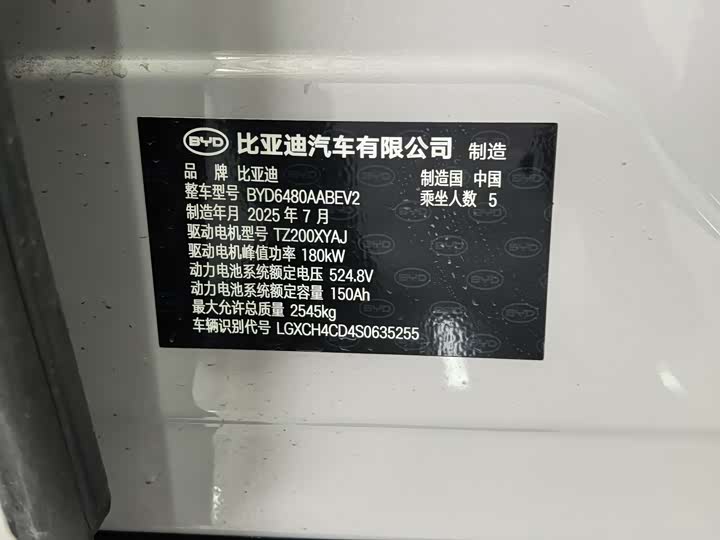 BYD 比亚迪汽车有限公司 制造
品 牌 比亚迪 制造国 中国
整车型号 BYD6480AABEV2 乘坐人数 5
制造年月 2025 年 7 月
驱动电机型号 TZ200XYAJ
驱动电机峰值功率 180kW
动力电池系统额定电压 524.8V
动力电池系统额定容量 150Ah
最大允许总质量 2545kg
车辆识别代号 LGXCH4CD4S0635255